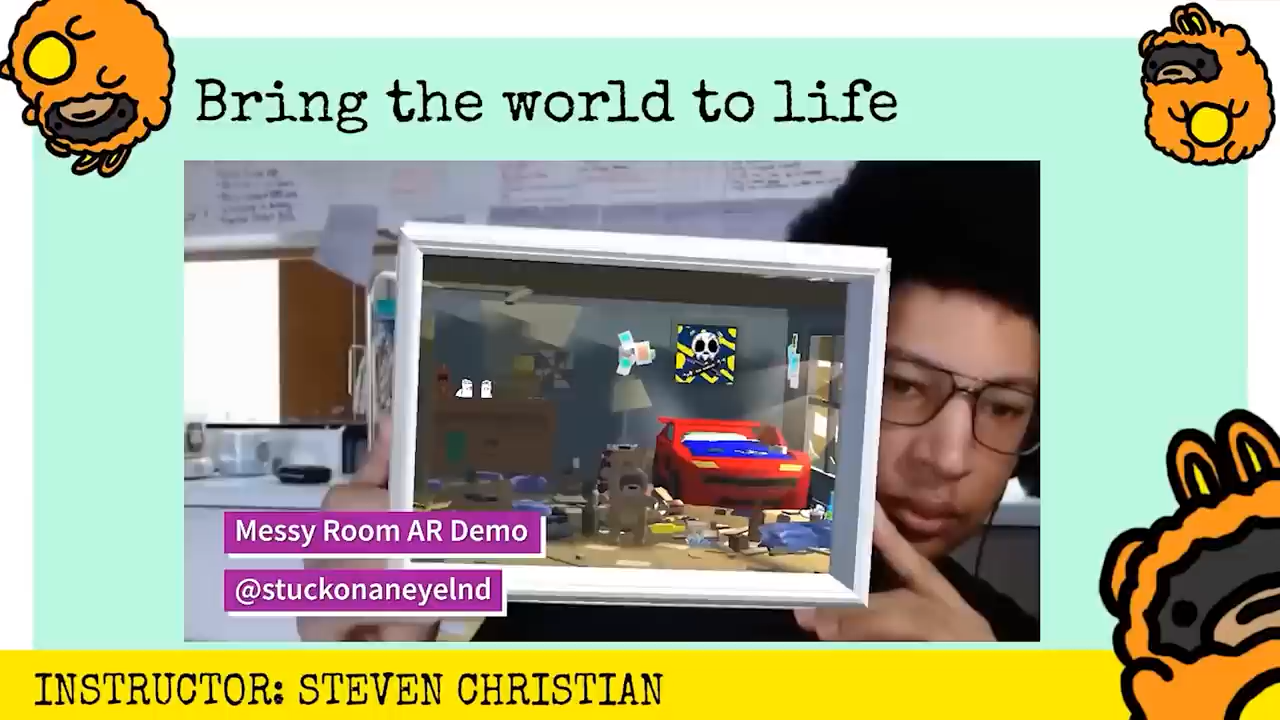 Bring the world to life
Messy Room AR Demo
@stuckonaneyelnd
INSTRUCTOR: STEVEN CHRISTIAN